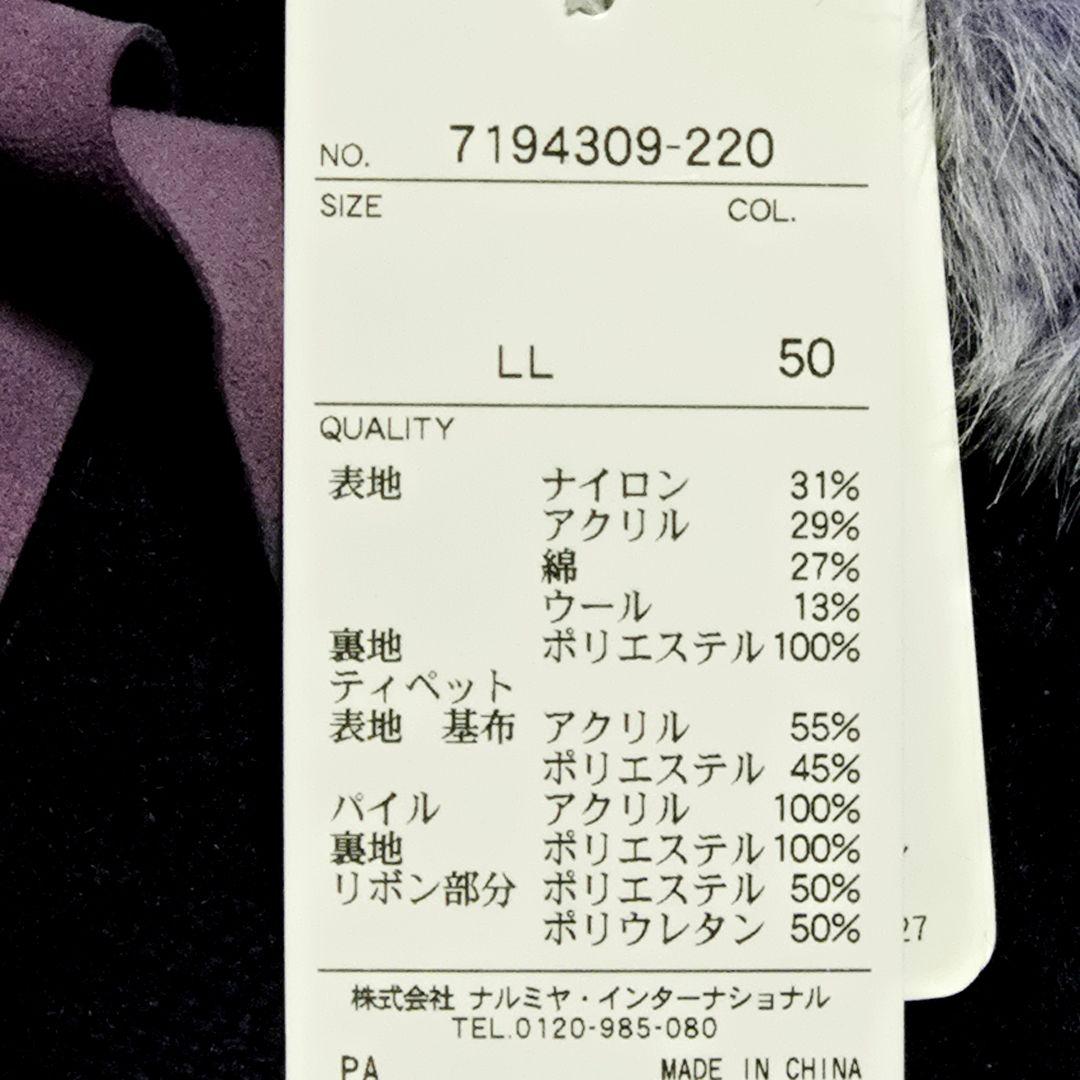 NO. 7194309-220
SIZE COL.
LL 50
QUALITY
表地 ナイロン 31%
アクリル 29%
綿 27%
ウール 13%
裏地 ポリエステル 100%
ティペット
表地 基布 アクリル 55%
ポリエステル 45%
パイル アクリル 100%
裏地 ポリエステル 100%
リボン部分 ポリエステル 50%
ポリウレタン 50%
27
株式会社 ナルミヤ・インターナショナル
TEL.0120-985-080
PA MADE IN CHINA